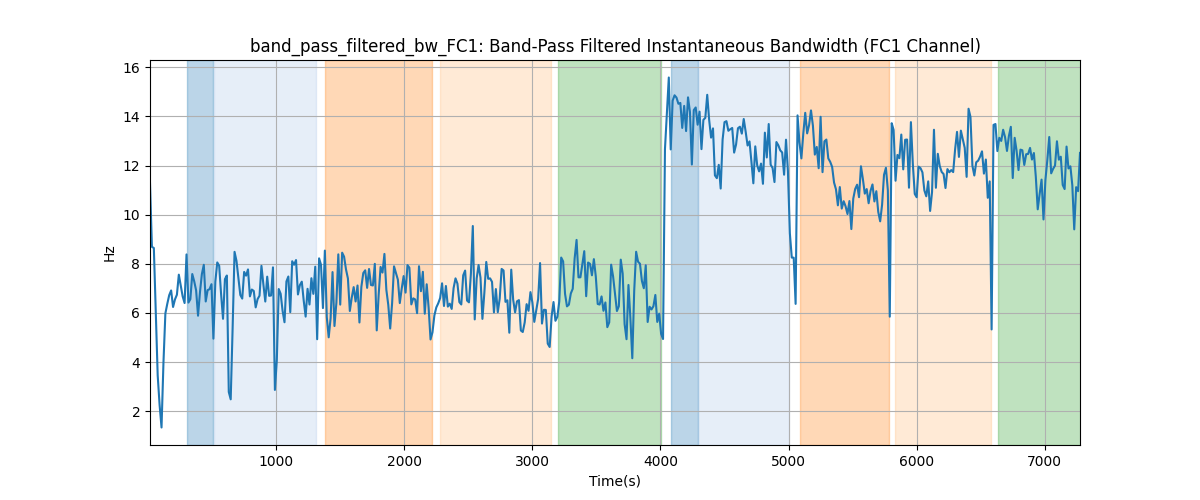 band_pass_filtered_bw_FC1: Band-Pass Filtered Instantaneous Bandwidth (FC1 Channel)
16
14
12
10
8
6
4
2
Hz
1000 2000 3000 4000 5000 6000 7000
Time(s)